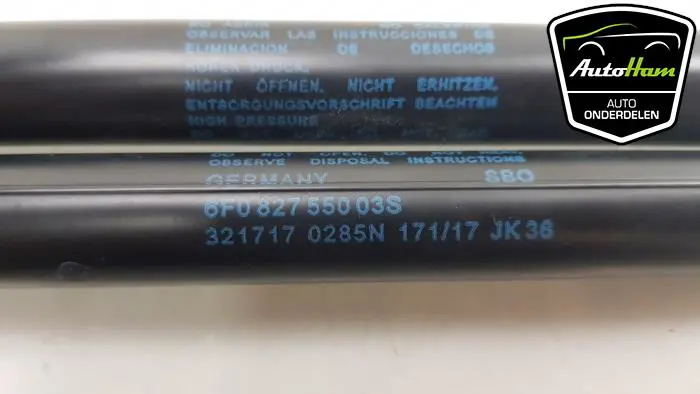 OBSERVAR LAS INSTRUCCIONES DE
ELIMINACION DE DESECHOS
NICHT ÖFFNEN. NICHT ERHITZEN.
ENTSORGUNGSVORSCHRIFT BEACHTEN
HIGH PRESSURE
OBSERVE DISPOSAL INSTRUCTIONS
GERMANY SBO
6F0 827 550 03S
321717 0285N 171/17 JK36
AutoHam
AUTO
ONDERDELEN